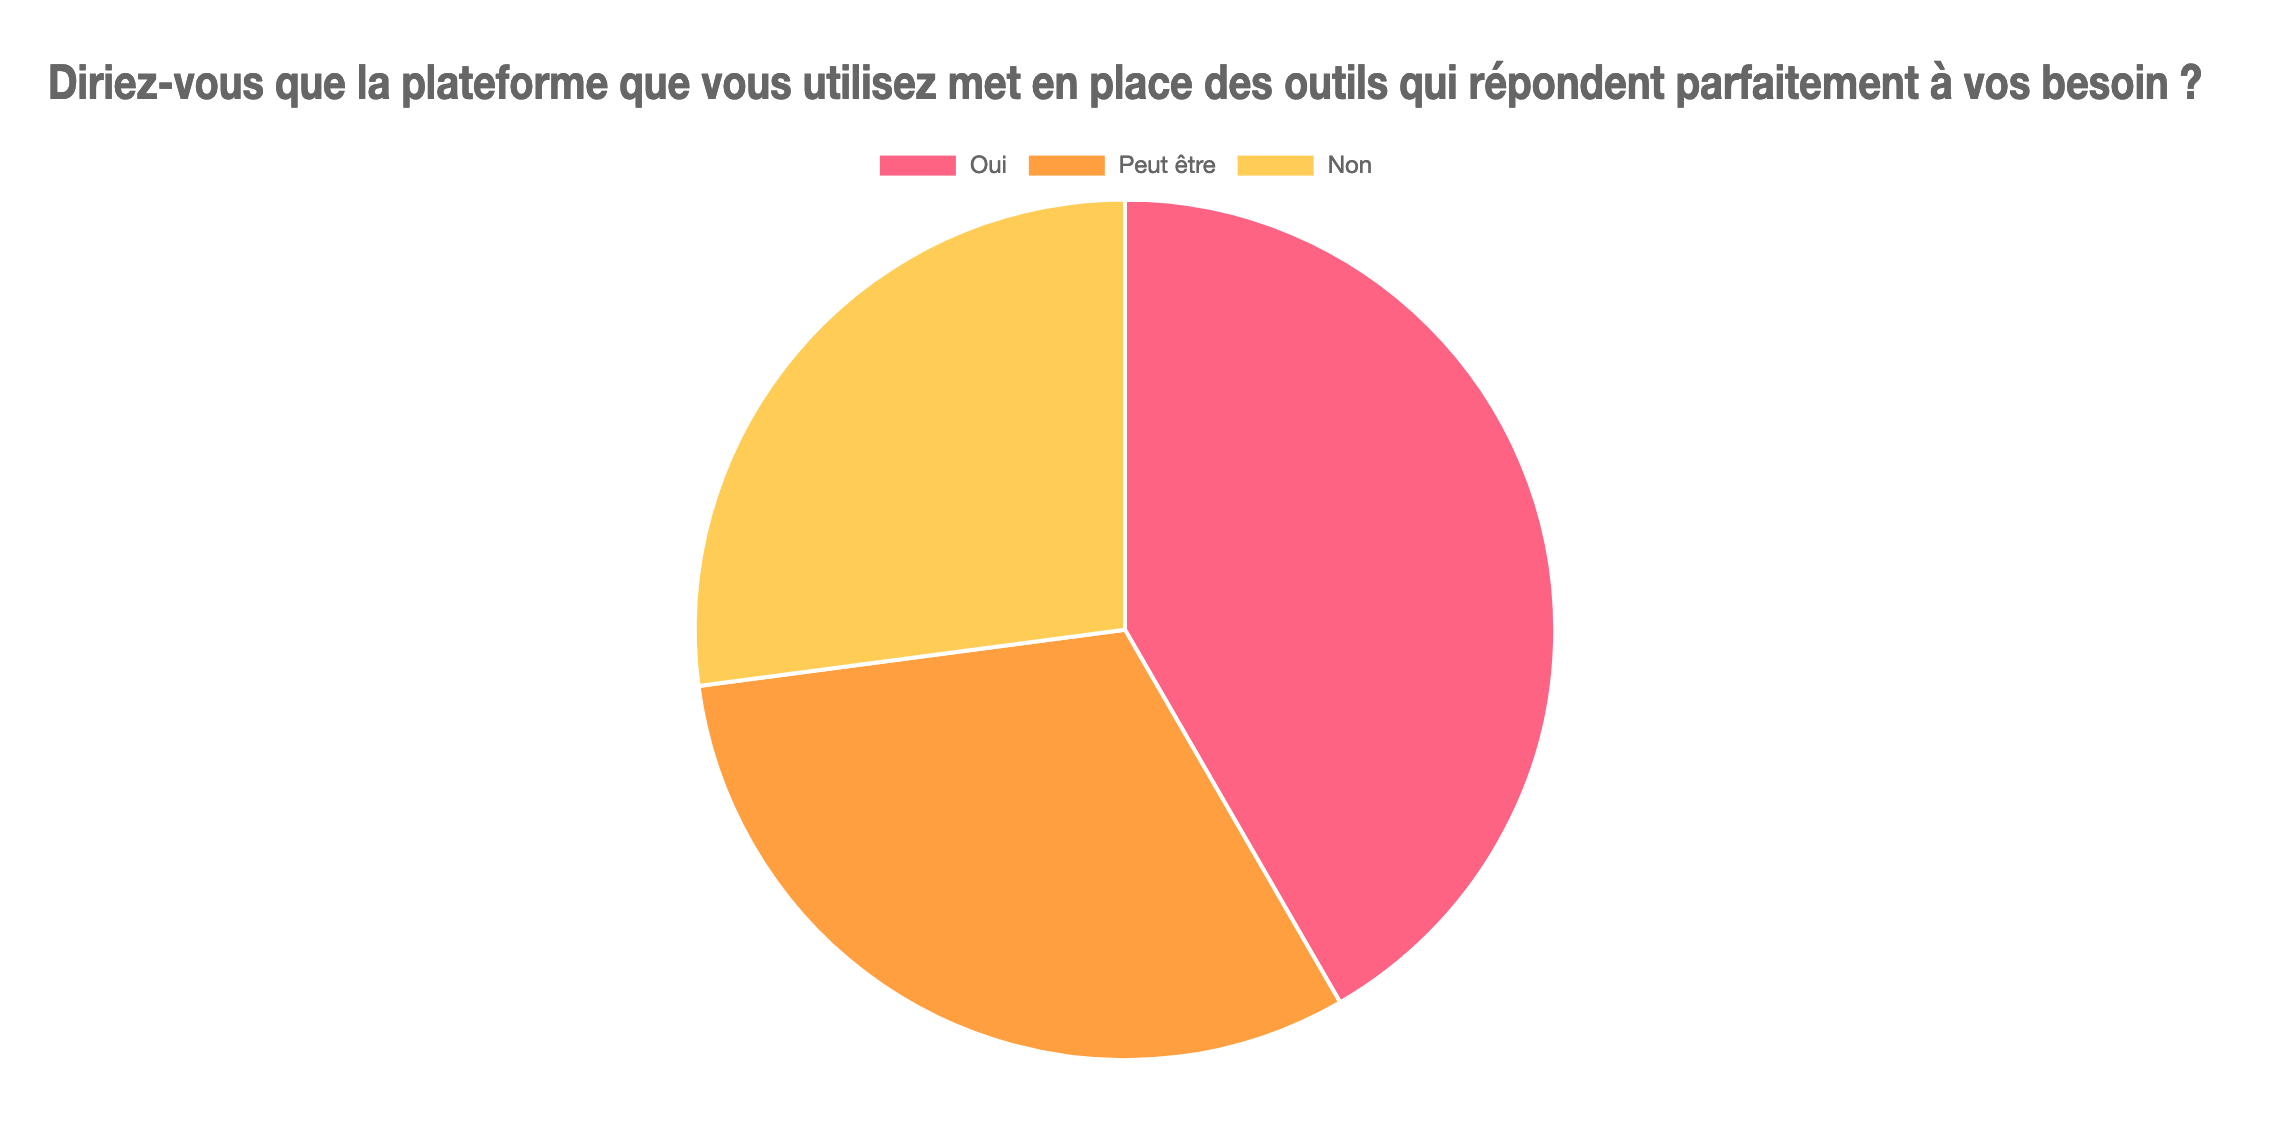 Diriez-vous que la plateforme que vous utilisez met en place des outils qui répondent parfaitement à vos besoin ?
Oui Peut être Non